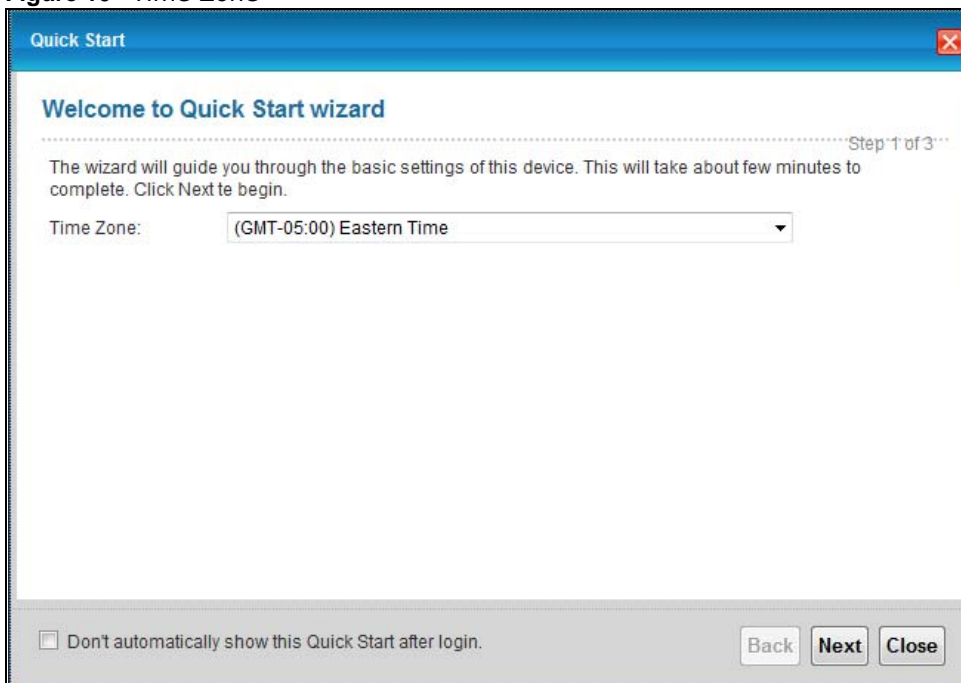 Quick Start
Welcome to Quick Start wizard
Step 1 of 3
The wizard will guide you through the basic settings of this device. This will take about few minutes to
complete. Click Next te begin.
Time Zone:
(GMT-05:00) Eastern Time
Don't automatically show this Quick Start after login.
Back
Next
Close